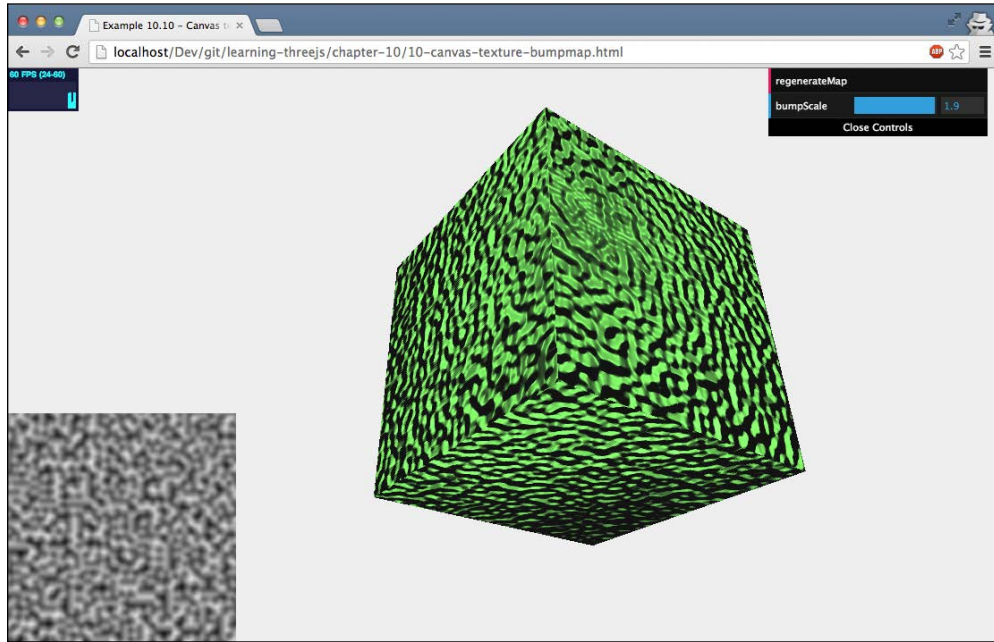 Example 10.10 - Canvas t
localhost/Dev/git/learning-threejs/chapter-10/10-canvas-texture-bumpmap.html
ABP
60 FPS (24-60)
regenerateMap
bumpScale 1.9
Close Controls